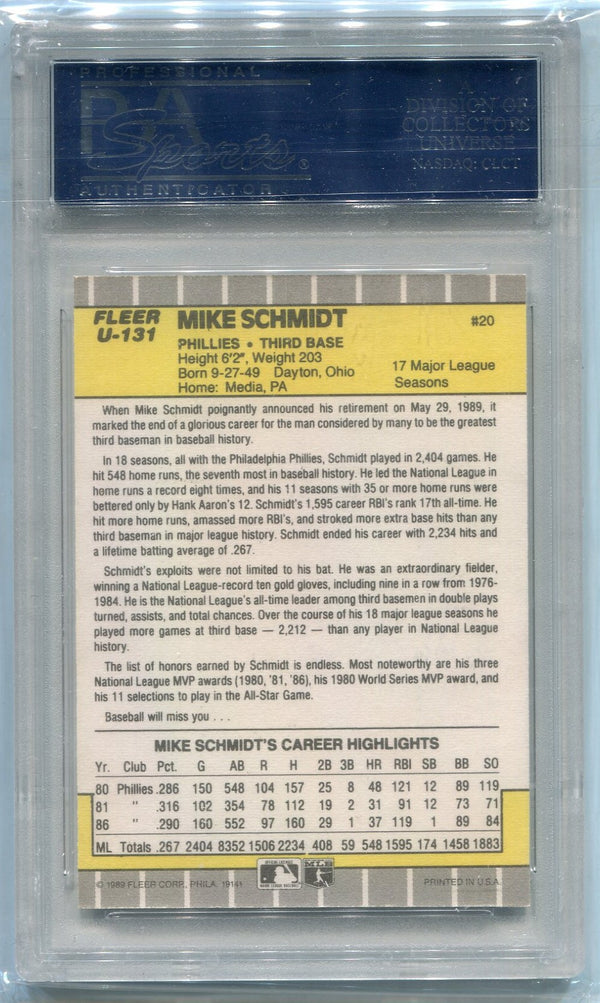 PROFESSIONAL
PSA
Sports®
AUTHENTICATOR
A
DIVISION OF
COLLECTORS
UNIVERSE
NASDAQ: CLCT
FLEER
U-131
MIKE SCHMIDT
#20
PHILLIES • THIRD BASE
Height 6'2", Weight 203
Born 9-27-49 Dayton, Ohio
Home: Media, PA
17 Major League
Seasons
When Mike Schmidt poignantly announced his retirement on May 29, 1989, it
marked the end of a glorious career for the man considered by many to be the greatest
third baseman in baseball history.
In 18 seasons, all with the Philadelphia Phillies, Schmidt played in 2,404 games. He
hit 548 home runs, the seventh most in baseball history. He led the National League in
home runs a record eight times, and his 11 seasons with 35 or more home runs were
bettered only by Hank Aaron's 12. Schmidt's 1,595 career RBI's rank 17th all-time. He
hit more home runs, amassed more RBI's, and stroked more extra base hits than any
third baseman in major league history. Schmidt ended his career with 2,234 hits and
a lifetime batting average of .267.
Schmidt's exploits were not limited to his bat. He was an extraordinary fielder,
winning a National League-record ten gold gloves, including nine in a row from 1976-
1984. He is the National League's all-time leader among third basemen in double plays
turned, assists, and total chances. Over the course of his 18 major league seasons he
played more games at third base — 2,212 — than any player in National League
history.
The list of honors earned by Schmidt is endless. Most noteworthy are his three
National League MVP awards (1980, '81, '86), his 1980 World Series MVP award, and
his 11 selections to play in the All-Star Game.
Baseball will miss you . . .
MIKE SCHMIDT'S CAREER HIGHLIGHTS
Yr. Club Pct. G AB R H 2B 3B HR RBI SB BB SO
80 Phillies .286 150 548 104 157 25 8 48 121 12 89 119
81 " .316 102 354 78 112 19 2 31 91 12 73 71
86 " .290 160 552 97 160 29 1 37 119 1 89 84
ML Totals .267 2404 8352 1506 2234 408 59 548 1595 174 1458 1883
© 1989 FLEER CORP., PHILA. 19141
MLB
PRINTED IN U.S.A.